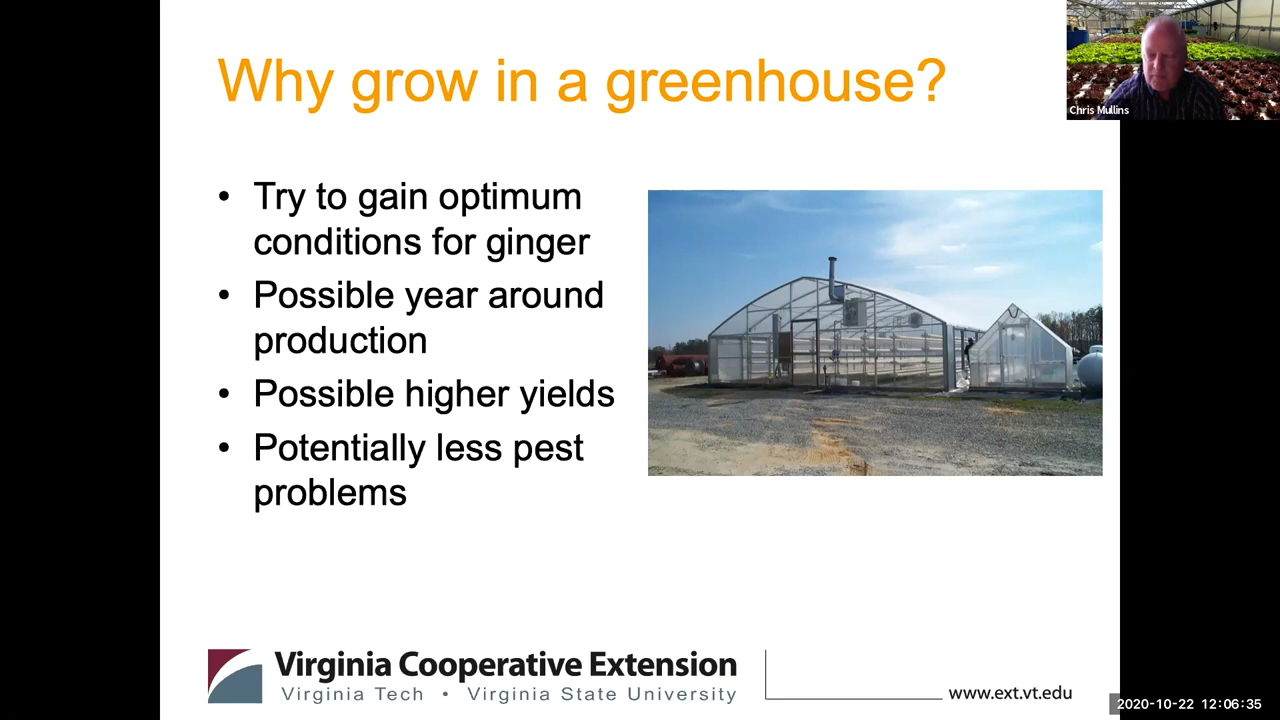 Why grow in a greenhouse?
Chris Mullins
• Try to gain optimum
conditions for ginger
• Possible year around
production
• Possible higher yields
• Potentially less pest
problems
Virginia Cooperative Extension
Virginia Tech • Virginia State University
www.ext.vt.edu
2020-10-22 12:06:35